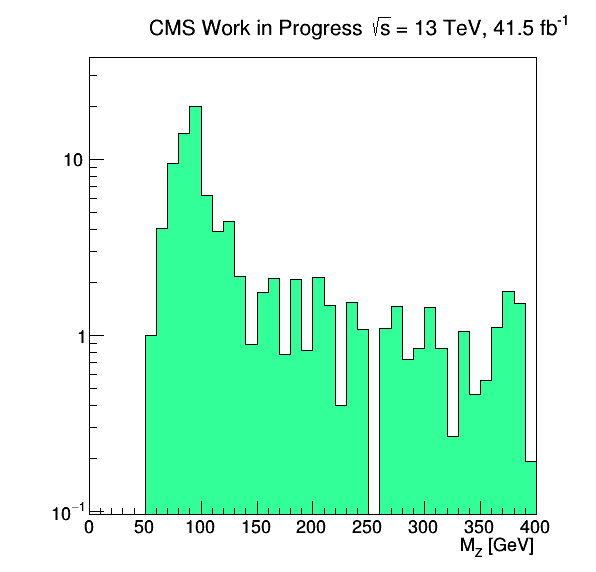 CMS Work in Progress √s = 13 TeV, 41.5 fb⁻¹
10
1
10⁻¹
0 50 100 150 200 250 300 350 400
M_Z [GeV]